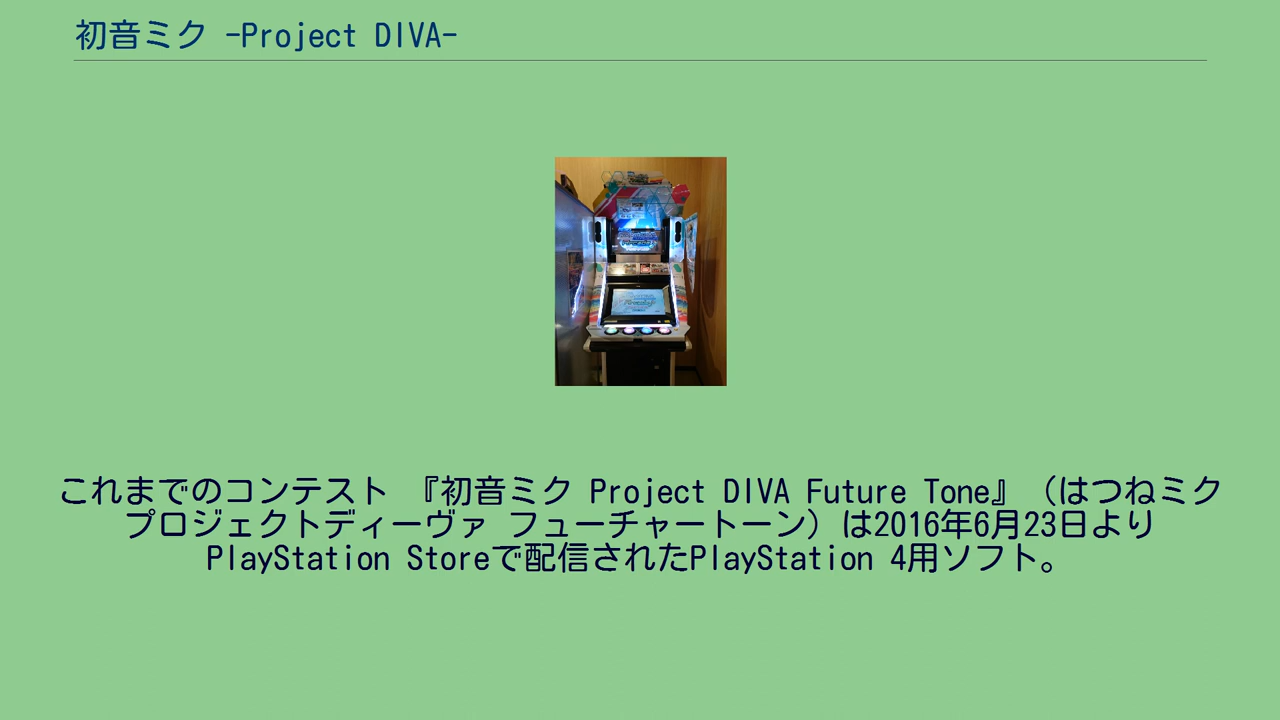 初音ミク -Project DIVA-
これまでのコンテスト 『初音ミク Project DIVA Future Tone』（はつねミク
プロジェクトディーヴァ フューチャートーン）は2016年6月23日より
PlayStation Storeで配信されたPlayStation 4用ソフト。